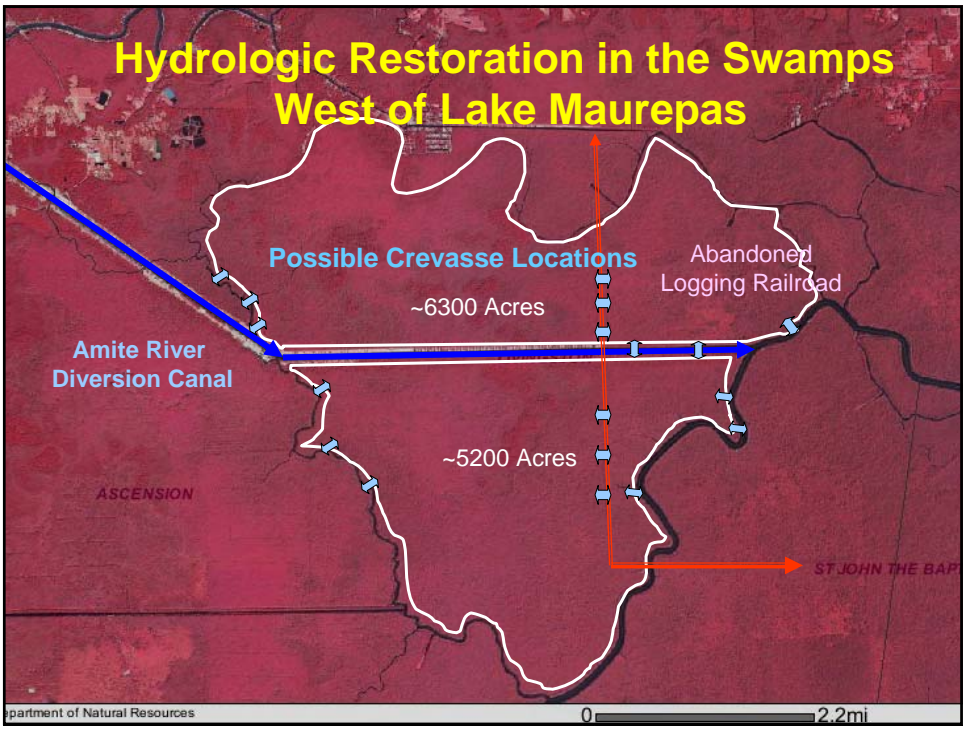 Hydrologic Restoration in the Swamps
West of Lake Maurepas
Possible Crevasse Locations
Abandoned
Logging Railroad
~6300 Acres
Amite River
Diversion Canal
~5200 Acres
ASCENSION
ST JOHN THE BAPT
epartment of Natural Resources
0
2.2mi